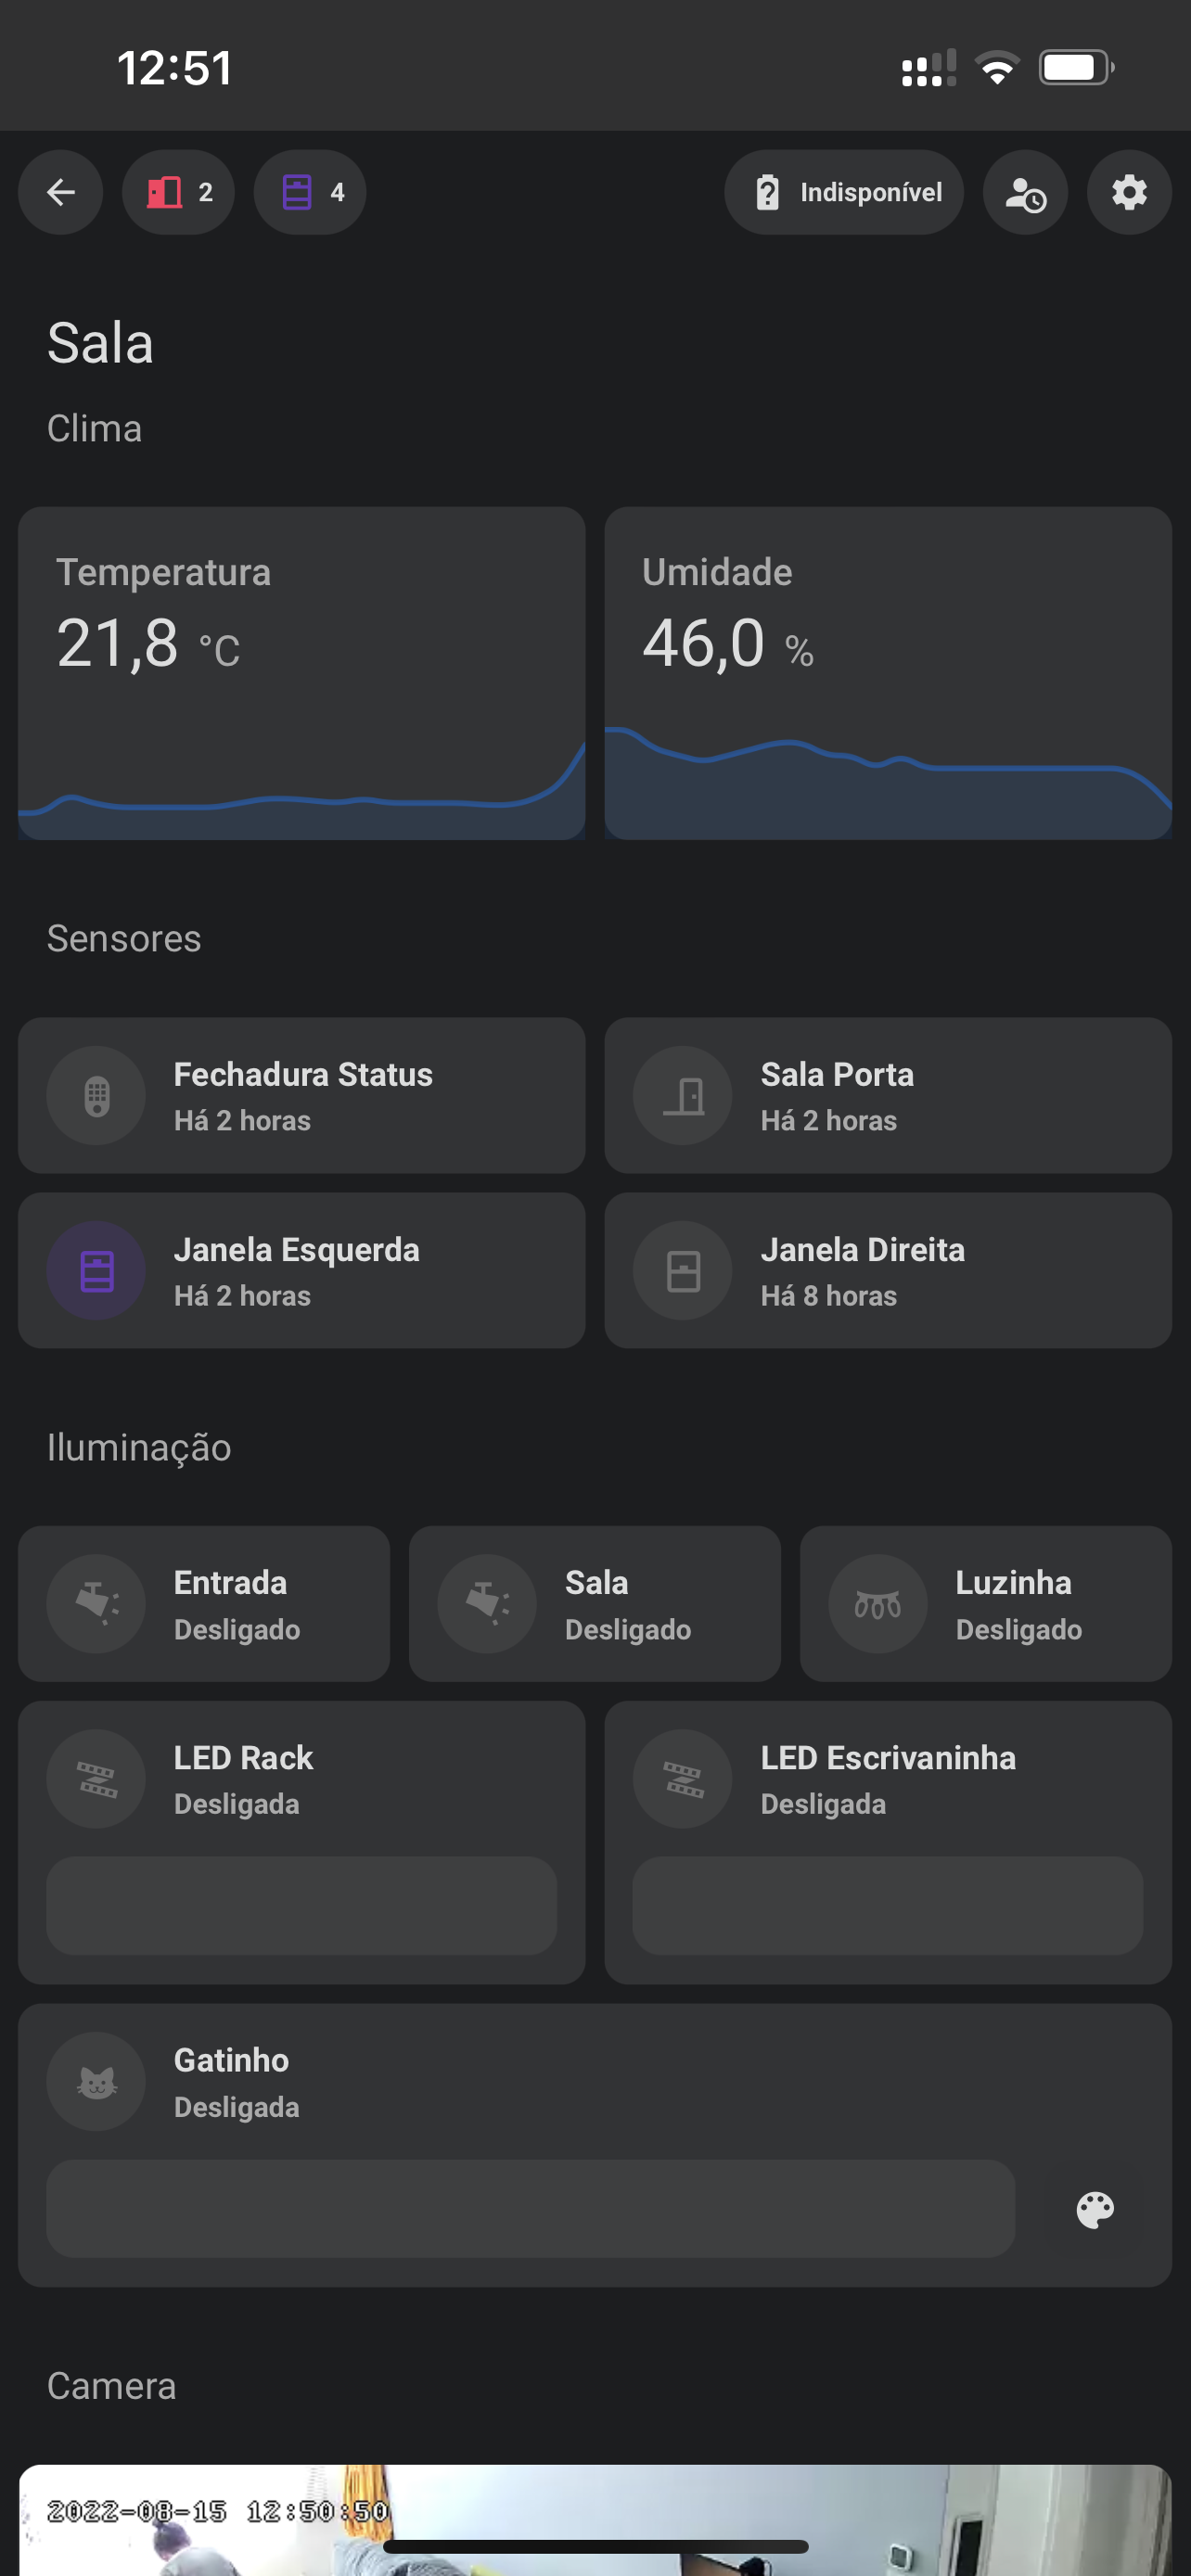 12:51
2
4
Indisponível
Sala
Clima
Temperatura
21,8 °C
Umidade
46,0 %
Sensores
Fechadura Status
Há 2 horas
Sala Porta
Há 2 horas
Janela Esquerda
Há 2 horas
Janela Direita
Há 8 horas
Iluminação
Entrada
Desligado
Sala
Desligado
Luzinha
Desligado
LED Rack
Desligada
LED Escrivaninha
Desligada
Gatinho
Desligada
Camera
2022-08-15 12:50:50